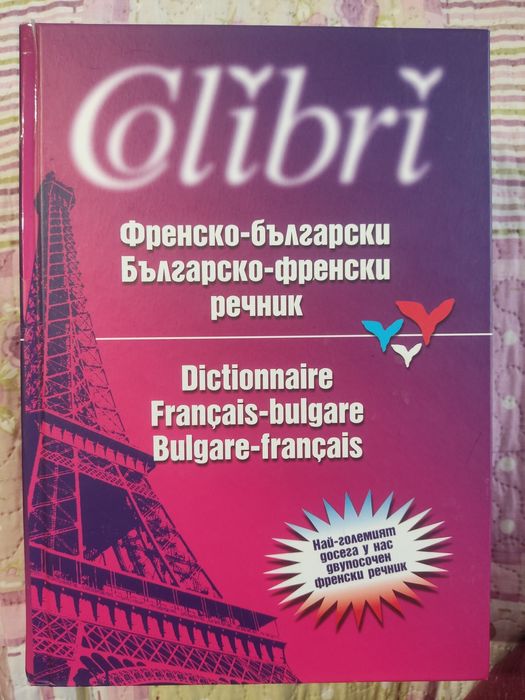 Colibri
Френско-български
Българско-френски
речник
Dictionnaire
Français-bulgare
Bulgare-français
Най-големият
досега у нас
двупосочен
френски речник